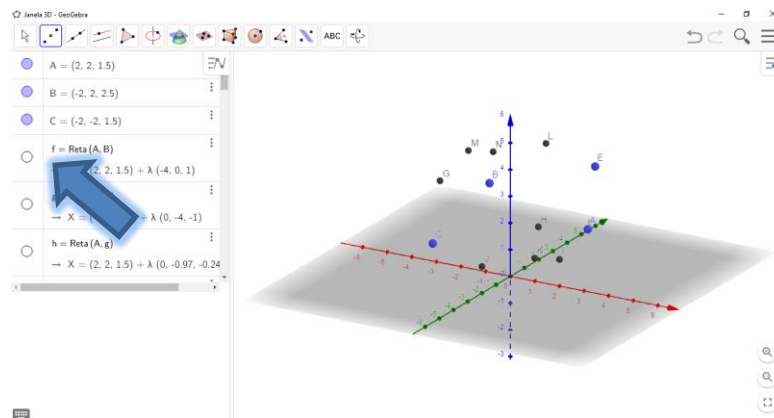 Janela 3D - GeoGebra
ABC
A = (2, 2, 1.5)
B = (-2, 2, 2.5)
C = (-2, -2, 1.5)
f = Reta (A, B)
(2, 2, 1.5) + λ (-4, 0, 1)
→ X = (
+ λ (0, -4, -1)
h = Reta (A, g)
→ X = (2, 2, 1.5) + λ (0, -0.97, -0.24
M
N
L
E
G
B
H
A
C
K